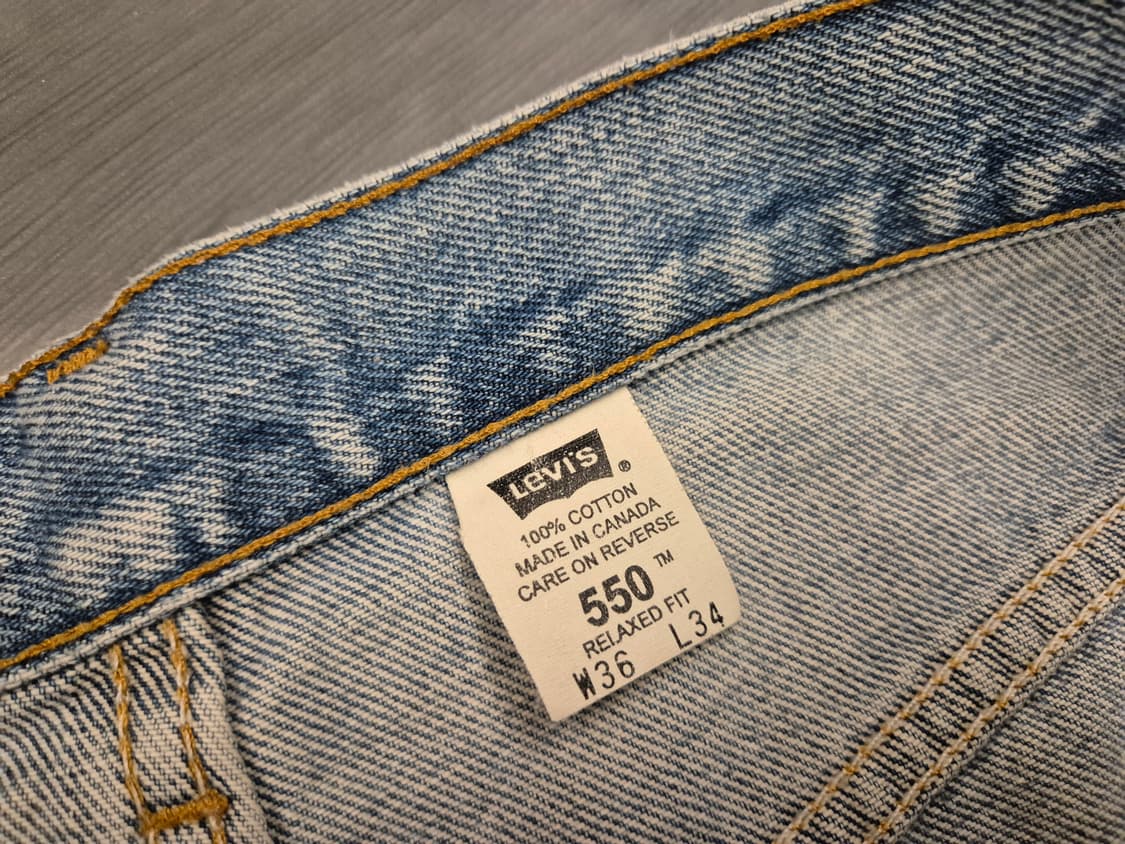 Levi's ®
100% COTTON
MADE IN CANADA
CARE ON REVERSE
550 ™
RELAXED FIT
W36 L34